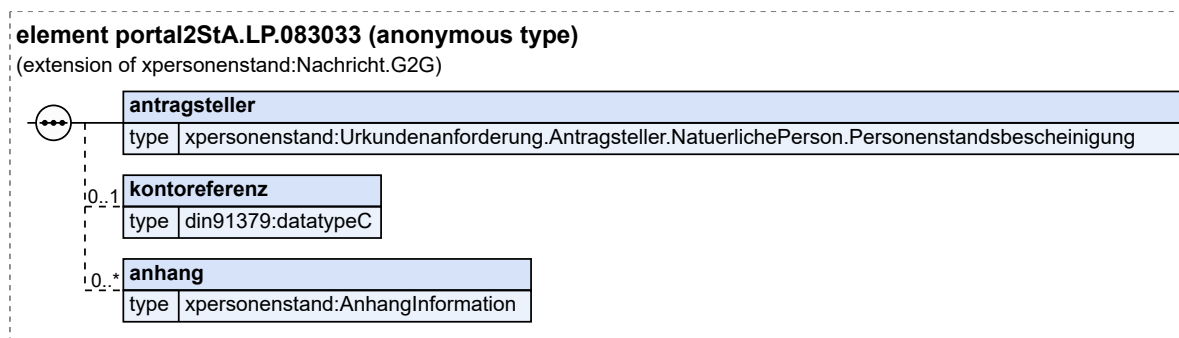 element portal2StA.LP.083033 (anonymous type)
(extension of xpersonenstand:Nachricht.G2G)
antragsteller
type xpersonenstand:Urkundenanforderung.Antragsteller.NatuerlichePerson.Personenstandsbescheinigung
0..1 kontoreferenz
type din91379:datatypeC
0..* anhang
type xpersonenstand:AnhangInformation